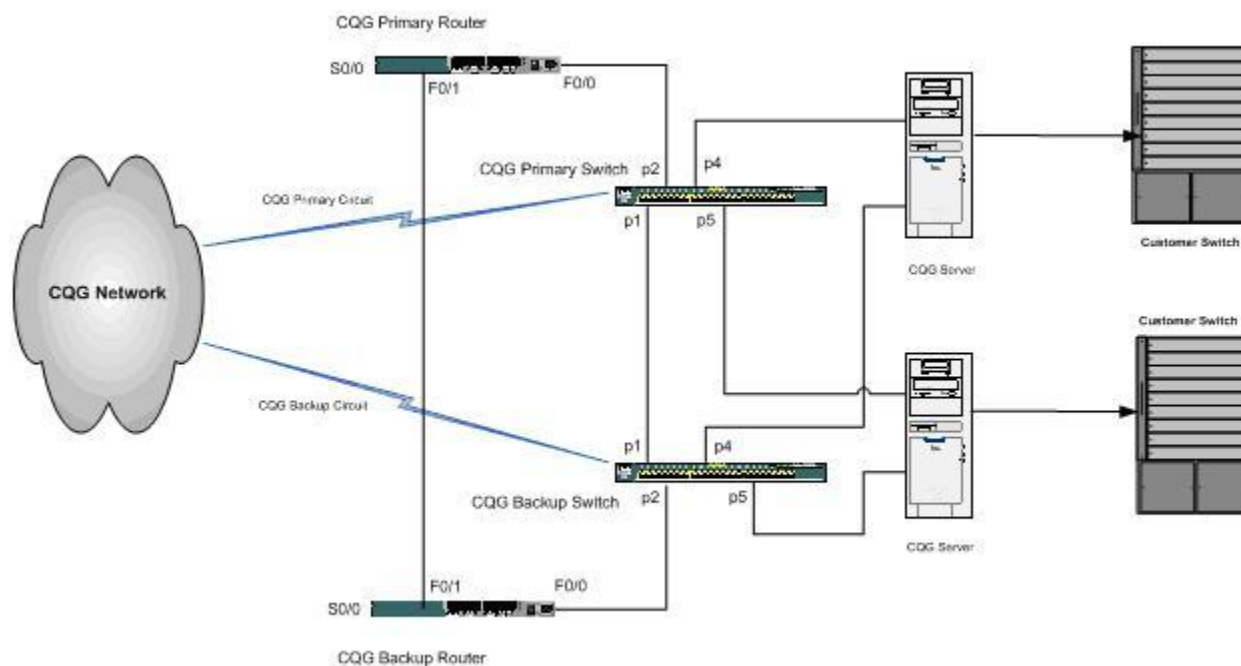 CQG Primary Router
S0/0
F0/1
F0/0
CQG Primary Switch
p2
p4
Customer Switch
CQG Primary Circuit
p1
p5
CQG Server
CQG Network
Customer Switch
CQG Backup Circuit
p1
p4
CQG Backup Switch
p2
p5
CQG Server
F0/1
F0/0
S0/0
CQG Backup Router